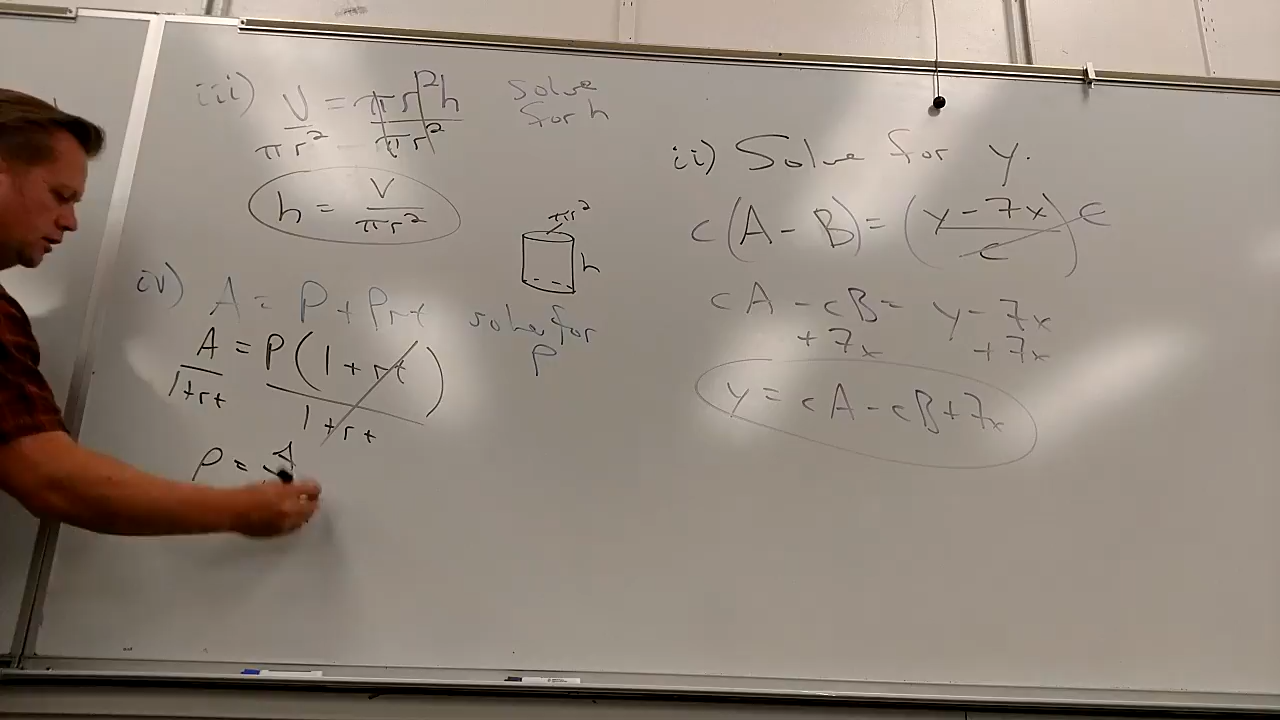 iii) V = πr²h solve
πr² πr² for h
h = V
πr²
πr²
h
iv) A = P + Prt solve for
P
A = P(1 + rt)
1+rt 1+rt
P = A
ii) Solve for y.
c(A - B) = (y - 7x)c
c
cA - cB = y - 7x
+7x +7x
y = cA - cB + 7x